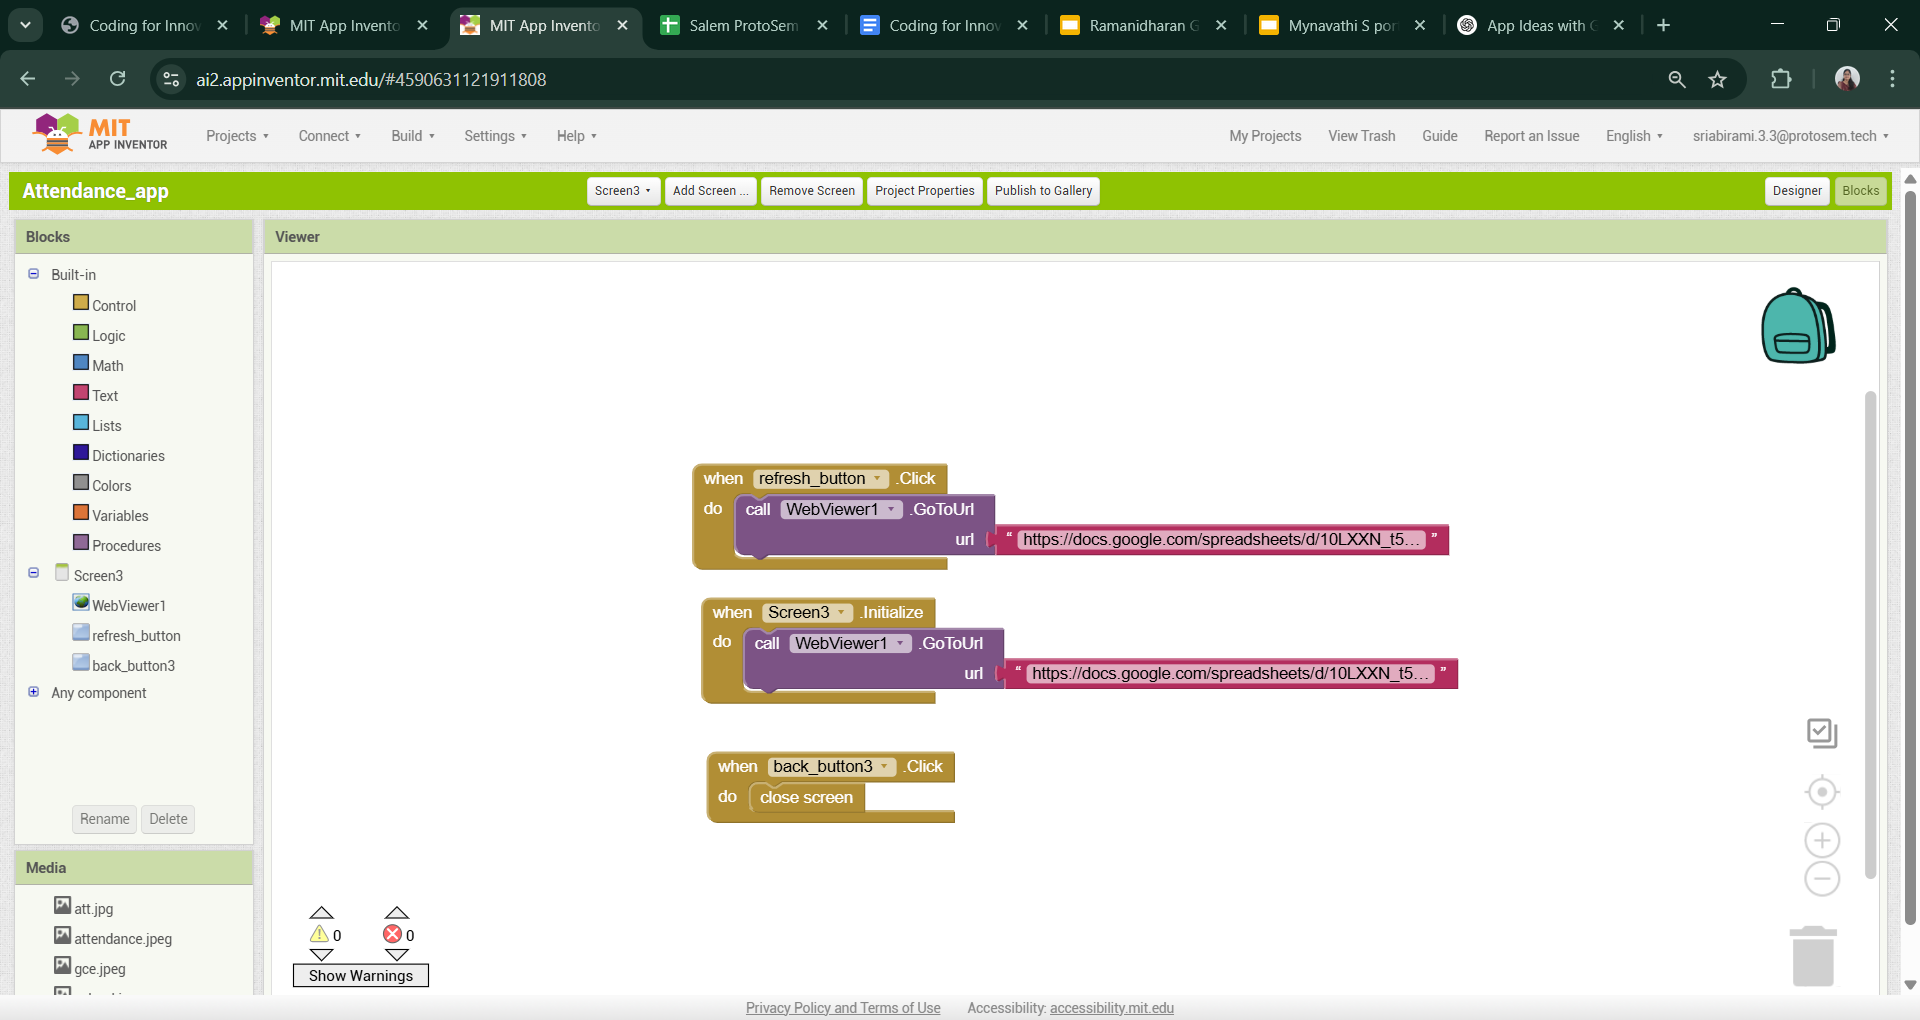 Coding for Innov
MIT App Invento
MIT App Invento
Salem ProtoSem
Coding for Innov
Ramanidharan G
Mynavathi S por
App Ideas with G
ai2.appinventor.mit.edu/#4590631121911808
MIT
APP INVENTOR
Projects
Connect
Build
Settings
Help
My Projects
View Trash
Guide
Report an Issue
English
sriabirami.3.3@protosem.tech
Attendance_app
Screen3
Add Screen ...
Remove Screen
Project Properties
Publish to Gallery
Designer
Blocks
Blocks
Viewer
Built-in
Control
Logic
Math
Text
Lists
Dictionaries
Colors
Variables
Procedures
Screen3
WebViewer1
refresh_button
back_button3
Any component
Rename
Delete
Media
att.jpg
attendance.jpeg
gce.jpeg
when refresh_button .Click
do call WebViewer1 .GoToUrl
url “ https://docs.google.com/spreadsheets/d/10LXXN_t5... ”
when Screen3 .Initialize
do call WebViewer1 .GoToUrl
url “ https://docs.google.com/spreadsheets/d/10LXXN_t5... ”
when back_button3 .Click
do close screen
0
0
Show Warnings
Privacy Policy and Terms of Use
Accessibility: accessibility.mit.edu